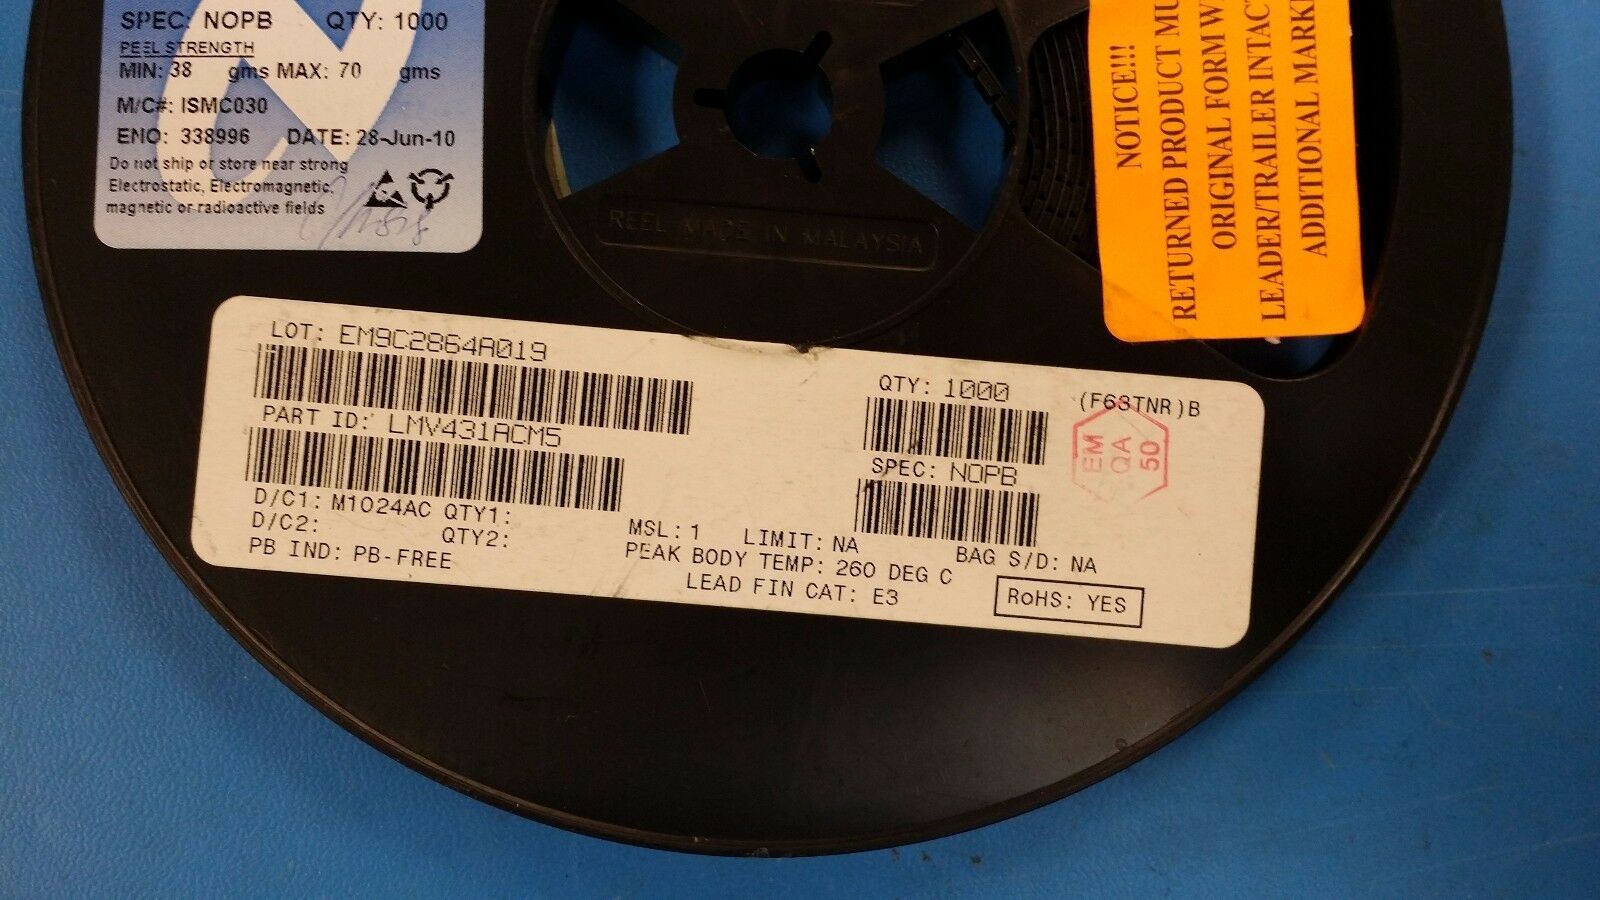 SPEC: NOPB QTY: 1000
PEEL STRENGTH
MIN: 38 gms MAX: 70 gms
M/C#: ISMC030
ENO: 338996 DATE: 28-Jun-10
Do not ship or store near strong
Electrostatic, Electromagnetic,
magnetic or radioactive fields
REEL MADE IN MALAYSIA
NOTICE!!!
RETURNED PRODUCT MU
ORIGINAL FORM W
LEADER/TRAILER INTACT
ADDITIONAL MARKI
LOT: EM9C2864A019
PART ID: LMV431ACM5
D/C1: M1024AC QTY1:
D/C2: QTY2:
PB IND: PB-FREE
QTY: 1000 (F63TNR)B
SPEC: NOPB
EM
QA
50
MSL: 1 LIMIT: NA BAG S/D: NA
PEAK BODY TEMP: 260 DEG C
LEAD FIN CAT: E3
RoHS: YES